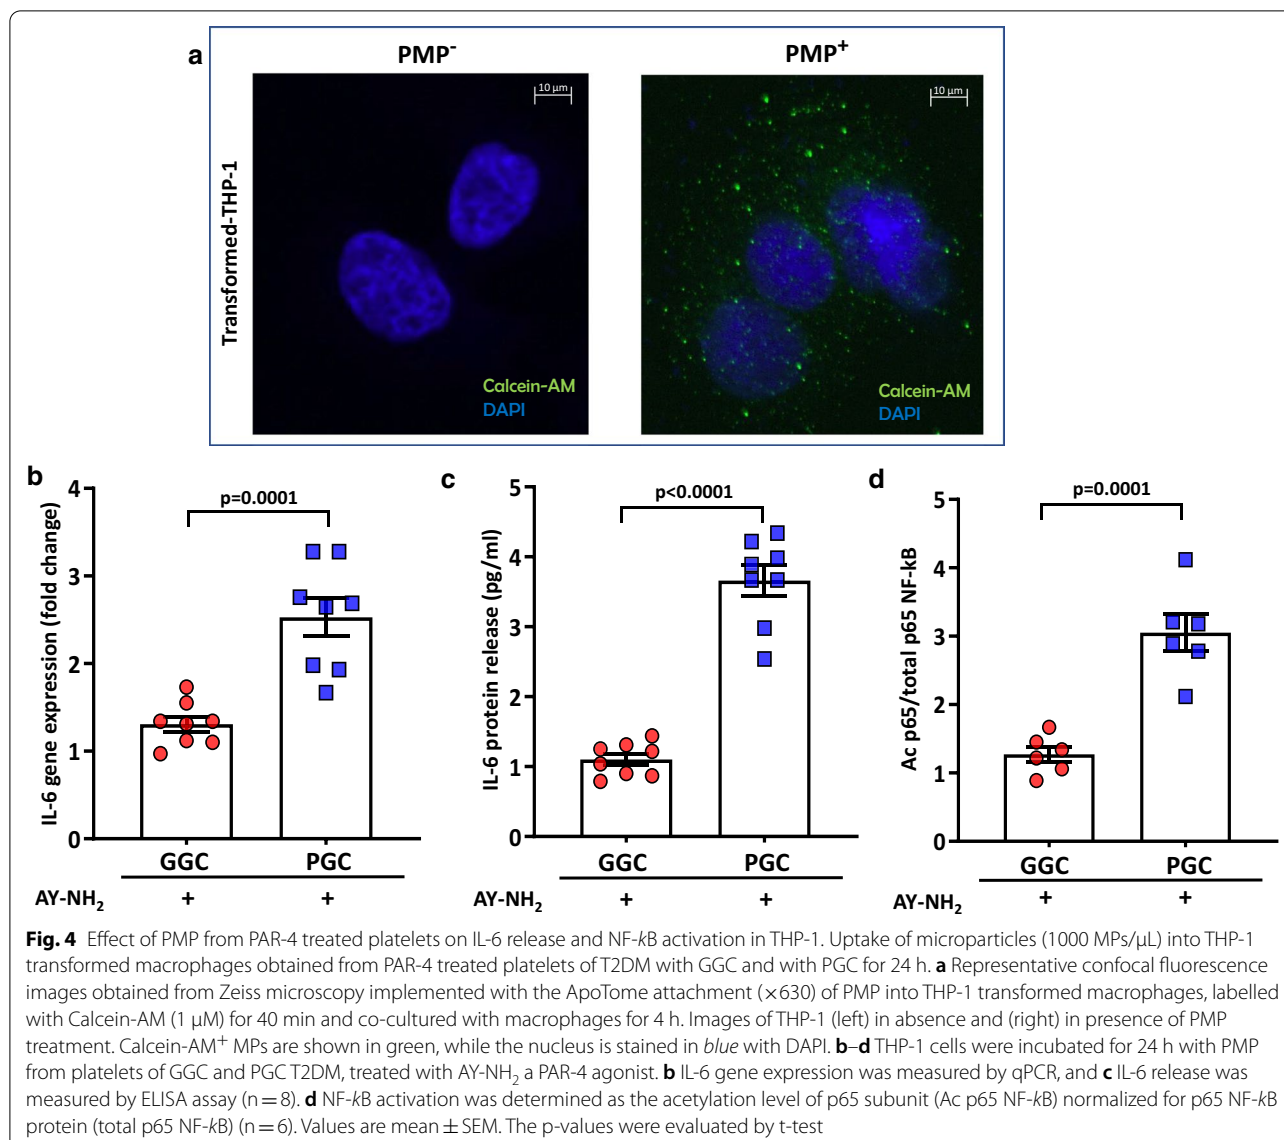 a
PMP-
PMP+
Transformed-THP-1
10 µm
10 µm
Calcein-AM
DAPI
Calcein-AM
DAPI
b
IL-6 gene expression (fold change)
4
3
2
1
0
p=0.0001
GGC PGC
AY-NH2 + +
c
IL-6 protein release (pg/ml)
5
4
3
2
1
0
p<0.0001
GGC PGC
AY-NH2 + +
d
Ac p65/total p65 NF-kB
5
4
3
2
1
0
p=0.0001
GGC PGC
AY-NH2 + +
Fig. 4 Effect of PMP from PAR-4 treated platelets on IL-6 release and NF-kB activation in THP-1. Uptake of microparticles (1000 MPs/µL) into THP-1
transformed macrophages obtained from PAR-4 treated platelets of T2DM with GGC and with PGC for 24 h. a Representative confocal fluorescence
images obtained from Zeiss microscopy implemented with the ApoTome attachment (×630) of PMP into THP-1 transformed macrophages, labelled
with Calcein-AM (1 µM) for 40 min and co-cultured with macrophages for 4 h. Images of THP-1 (left) in absence and (right) in presence of PMP
treatment. Calcein-AM+ MPs are shown in green, while the nucleus is stained in blue with DAPI. b–d THP-1 cells were incubated for 24 h with PMP
from platelets of GGC and PGC T2DM, treated with AY-NH2 a PAR-4 agonist. b IL-6 gene expression was measured by qPCR, and c IL-6 release was
measured by ELISA assay (n = 8). d NF-kB activation was determined as the acetylation level of p65 subunit (Ac p65 NF-kB) normalized for p65 NF-kB
protein (total p65 NF-kB) (n = 6). Values are mean ± SEM. The p-values were evaluated by t-test